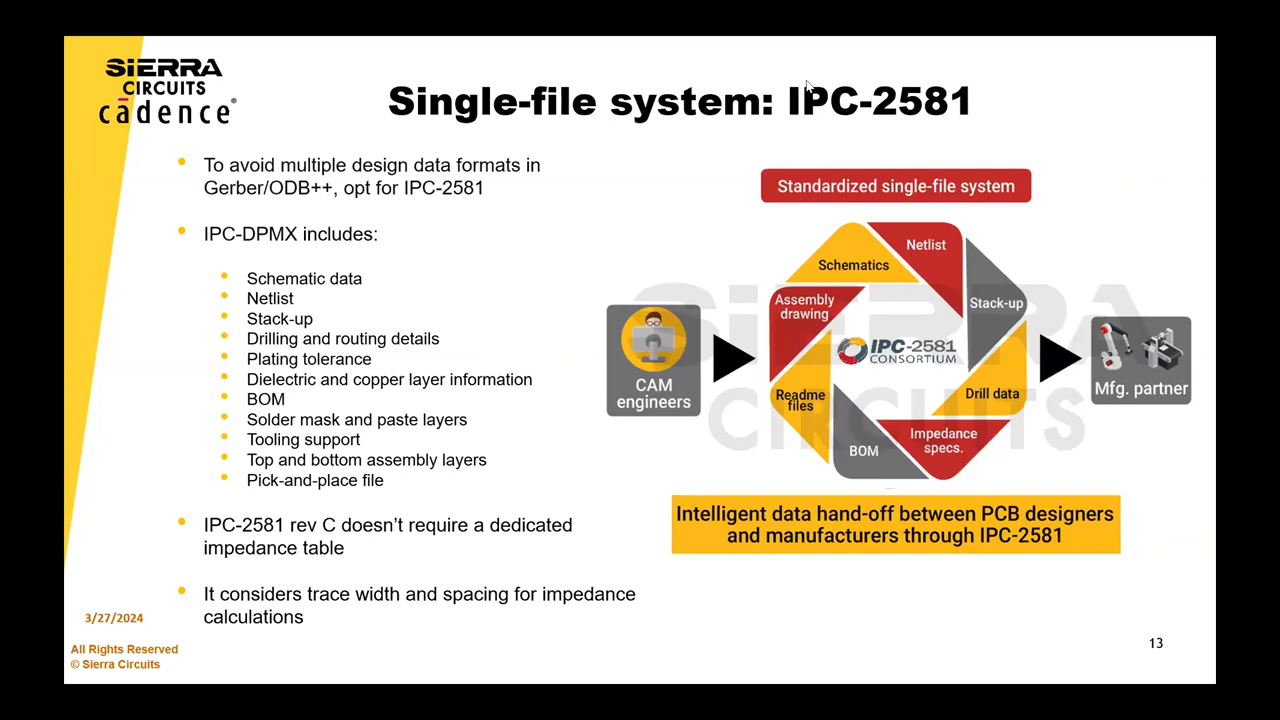 SiERRA
CIRCUITS
cādence®
Single-file system: IPC-2581
To avoid multiple design data formats in
Gerber/ODB++, opt for IPC-2581
IPC-DPMX includes:
Schematic data
Netlist
Stack-up
Drilling and routing details
Plating tolerance
Dielectric and copper layer information
BOM
Solder mask and paste layers
Tooling support
Top and bottom assembly layers
Pick-and-place file
IPC-2581 rev C doesn’t require a dedicated
impedance table
It considers trace width and spacing for impedance
calculations
Standardized single-file system
CAM
engineers
Schematics
Netlist
Assembly
drawing
Stack-up
IPC-2581
CONSORTIUM
Readme
files
Drill data
BOM
Impedance
specs.
Mfg. partner
SiERRA
CIRCUITS
Intelligent data hand-off between PCB designers
and manufacturers through IPC-2581
3/27/2024
All Rights Reserved
© Sierra Circuits
13